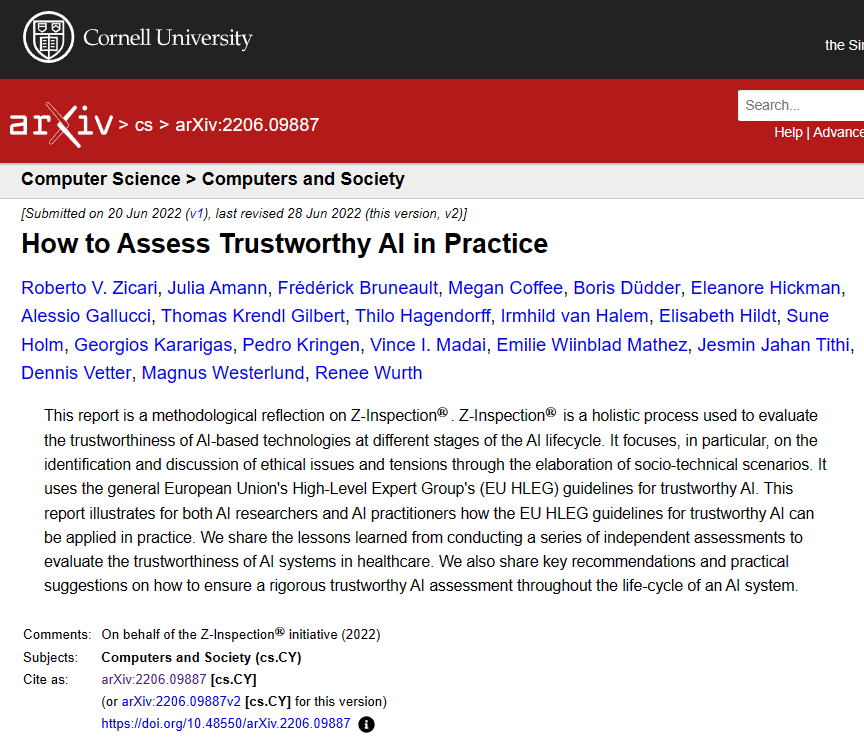 Cornell University
the Si
arXiv > cs > arXiv:2206.09887
Search...
Help | Advance
Computer Science > Computers and Society
[Submitted on 20 Jun 2022 (v1), last revised 28 Jun 2022 (this version, v2)]
How to Assess Trustworthy AI in Practice
Roberto V. Zicari, Julia Amann, Frédérick Bruneault, Megan Coffee, Boris Düdder, Eleanore Hickman,
Alessio Gallucci, Thomas Krendl Gilbert, Thilo Hagendorff, Irmhild van Halem, Elisabeth Hildt, Sune
Holm, Georgios Kararigas, Pedro Kringen, Vince I. Madai, Emilie Wiinblad Mathez, Jesmin Jahan Tithi,
Dennis Vetter, Magnus Westerlund, Renee Wurth
This report is a methodological reflection on Z-Inspection®. Z-Inspection® is a holistic process used to evaluate
the trustworthiness of AI-based technologies at different stages of the AI lifecycle. It focuses, in particular, on the
identification and discussion of ethical issues and tensions through the elaboration of socio-technical scenarios. It
uses the general European Union's High-Level Expert Group's (EU HLEG) guidelines for trustworthy AI. This
report illustrates for both AI researchers and AI practitioners how the EU HLEG guidelines for trustworthy AI can
be applied in practice. We share the lessons learned from conducting a series of independent assessments to
evaluate the trustworthiness of AI systems in healthcare. We also share key recommendations and practical
suggestions on how to ensure a rigorous trustworthy AI assessment throughout the life-cycle of an AI system.
Comments: On behalf of the Z-Inspection® initiative (2022)
Subjects: Computers and Society (cs.CY)
Cite as: arXiv:2206.09887 [cs.CY]
(or arXiv:2206.09887v2 [cs.CY] for this version)
https://doi.org/10.48550/arXiv.2206.09887